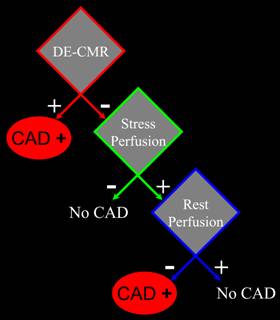 DE-CMR
+ -
CAD +
Stress
Perfusion
- +
No CAD
Rest
Perfusion
- +
CAD +
No CAD